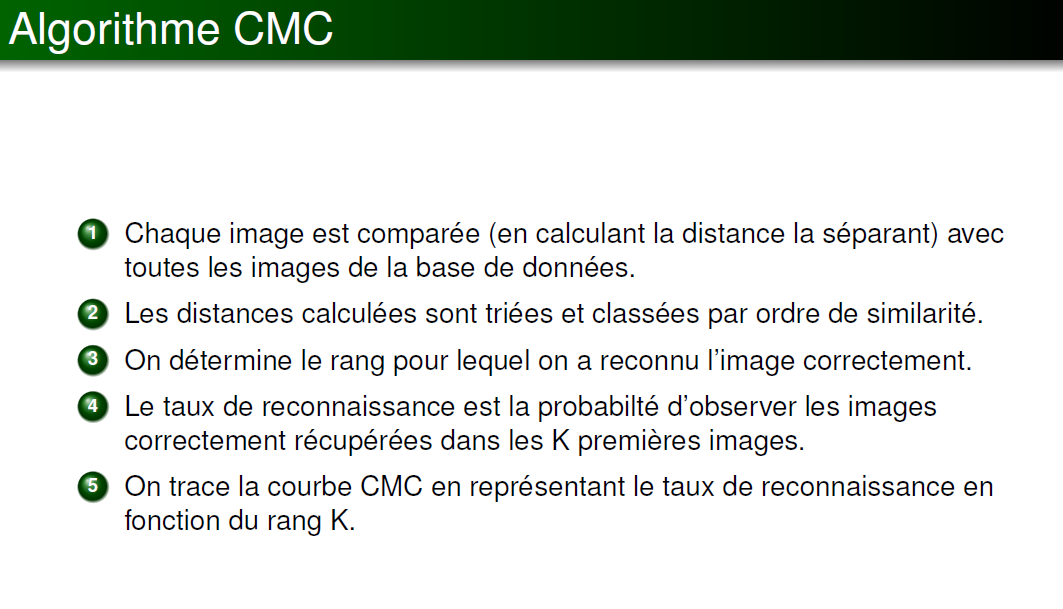 Algorithme CMC
1 Chaque image est comparée (en calculant la distance la séparant) avec
toutes les images de la base de données.
2 Les distances calculées sont triées et classées par ordre de similarité.
3 On détermine le rang pour lequel on a reconnu l'image correctement.
4 Le taux de reconnaissance est la probabilté d'observer les images
correctement récupérées dans les K premières images.
5 On trace la courbe CMC en représentant le taux de reconnaissance en
fonction du rang K.